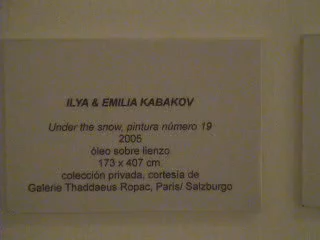 ILYA & EMILIA KABAKOV
Under the snow, pintura número 19
2005
óleo sobre lienzo
173 x 407 cm.
colección privada, cortesía de
Galerie Thaddaeus Ropac, París/ Salzburgo